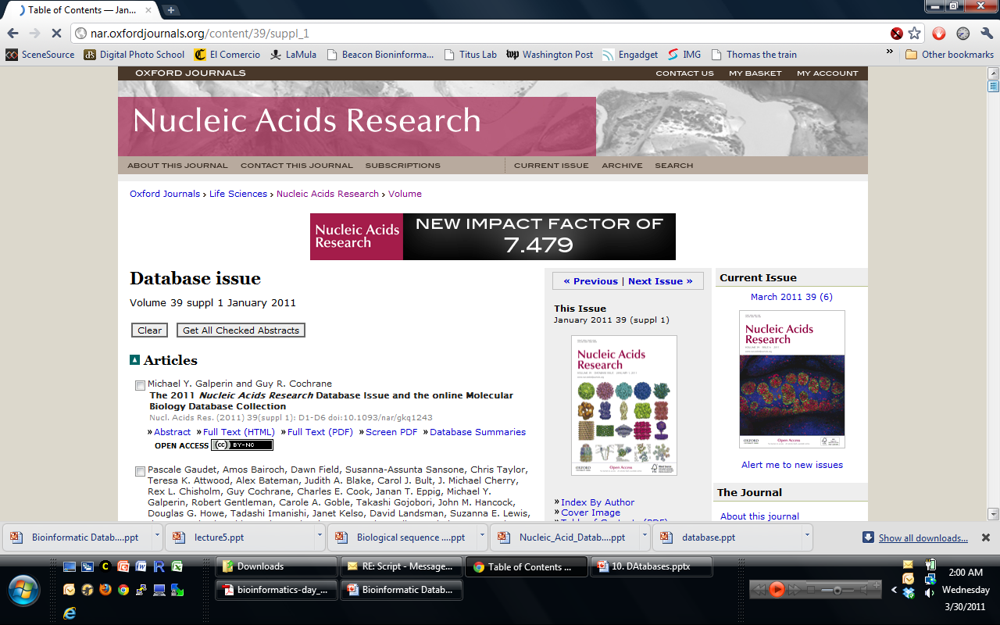 Table of Contents — Jan...
nar.oxfordjournals.org/content/39/suppl_1
SceneSource
Digital Photo School
El Comercio
LaMula
Beacon Bioninforma...
Titus Lab
Washington Post
Engadget
IMG
Thomas the train
»
Other bookmarks
OXFORD JOURNALS
CONTACT US MY BASKET MY ACCOUNT
Nucleic Acids Research
ABOUT THIS JOURNAL CONTACT THIS JOURNAL SUBSCRIPTIONS CURRENT ISSUE ARCHIVE SEARCH
Oxford Journals > Life Sciences > Nucleic Acids Research > Volume
Nucleic Acids
Research
NEW IMPACT FACTOR OF
7.479
Database issue
Volume 39 suppl 1 January 2011
Clear Get All Checked Abstracts
Articles
Michael Y. Galperin and Guy R. Cochrane
The 2011 Nucleic Acids Research Database Issue and the online Molecular
Biology Database Collection
Nucl. Acids Res. (2011) 39(suppl 1): D1-D6 doi:10.1093/nar/gkq1243
» Abstract » Full Text (HTML) » Full Text (PDF) » Screen PDF » Database Summaries
OPEN ACCESS (cc) BY-NC
Pascale Gaudet, Amos Bairoch, Dawn Field, Susanna-Assunta Sansone, Chris Taylor,
Teresa K. Attwood, Alex Bateman, Judith A. Blake, Carol J. Bult, J. Michael Cherry,
Rex L. Chisholm, Guy Cochrane, Charles E. Cook, Janan T. Eppig, Michael Y.
Galperin, Robert Gentleman, Carole A. Goble, Takashi Gojobori, John M. Hancock,
Douglas G. Howe, Tadashi Imanishi, Janet Kelso, David Landsman, Suzanna E. Lewis,
« Previous | Next Issue »
This Issue
January 2011 39 (suppl 1)
Nucleic Acids
Research
Open Access
» Index By Author
» Cover Image
» Table of Contents (PDF)
Current Issue
March 2011 39 (6)
Nucleic Acids
Research
Open Access
Alert me to new issues
The Journal
About this journal
Bioinformatic Datab....ppt
lecture5.ppt
Biological sequence ....ppt
Nucleic_Acid_Datab....ppt
database.ppt
Show all downloads...
Downloads
RE: Script - Message...
Table of Contents ...
10. DAtabases.pptx
bioinformatics-day_...
Bioinformatic Datab...
2:00 AM
Wednesday
3/30/2011